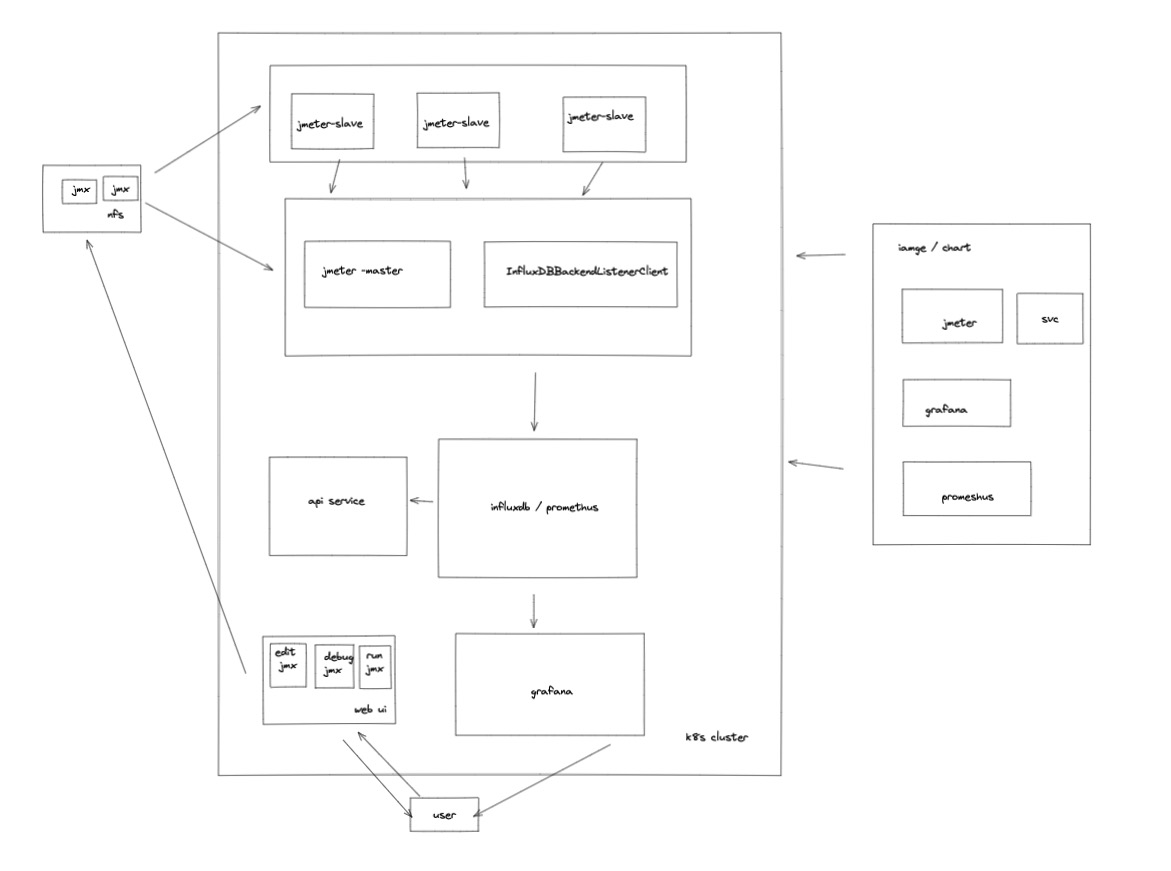 jmeter-slave
jmeter-slave
jmeter-slave
jmx
jmx
nfs
jmeter -master
InfluxDBBackendListenerClient
iamge / chart
jmeter
svc
grafana
promeshus
api service
influxdb / promethus
edit
jmx
debug
jmx
run
jmx
web ui
grafana
k8s cluster
user